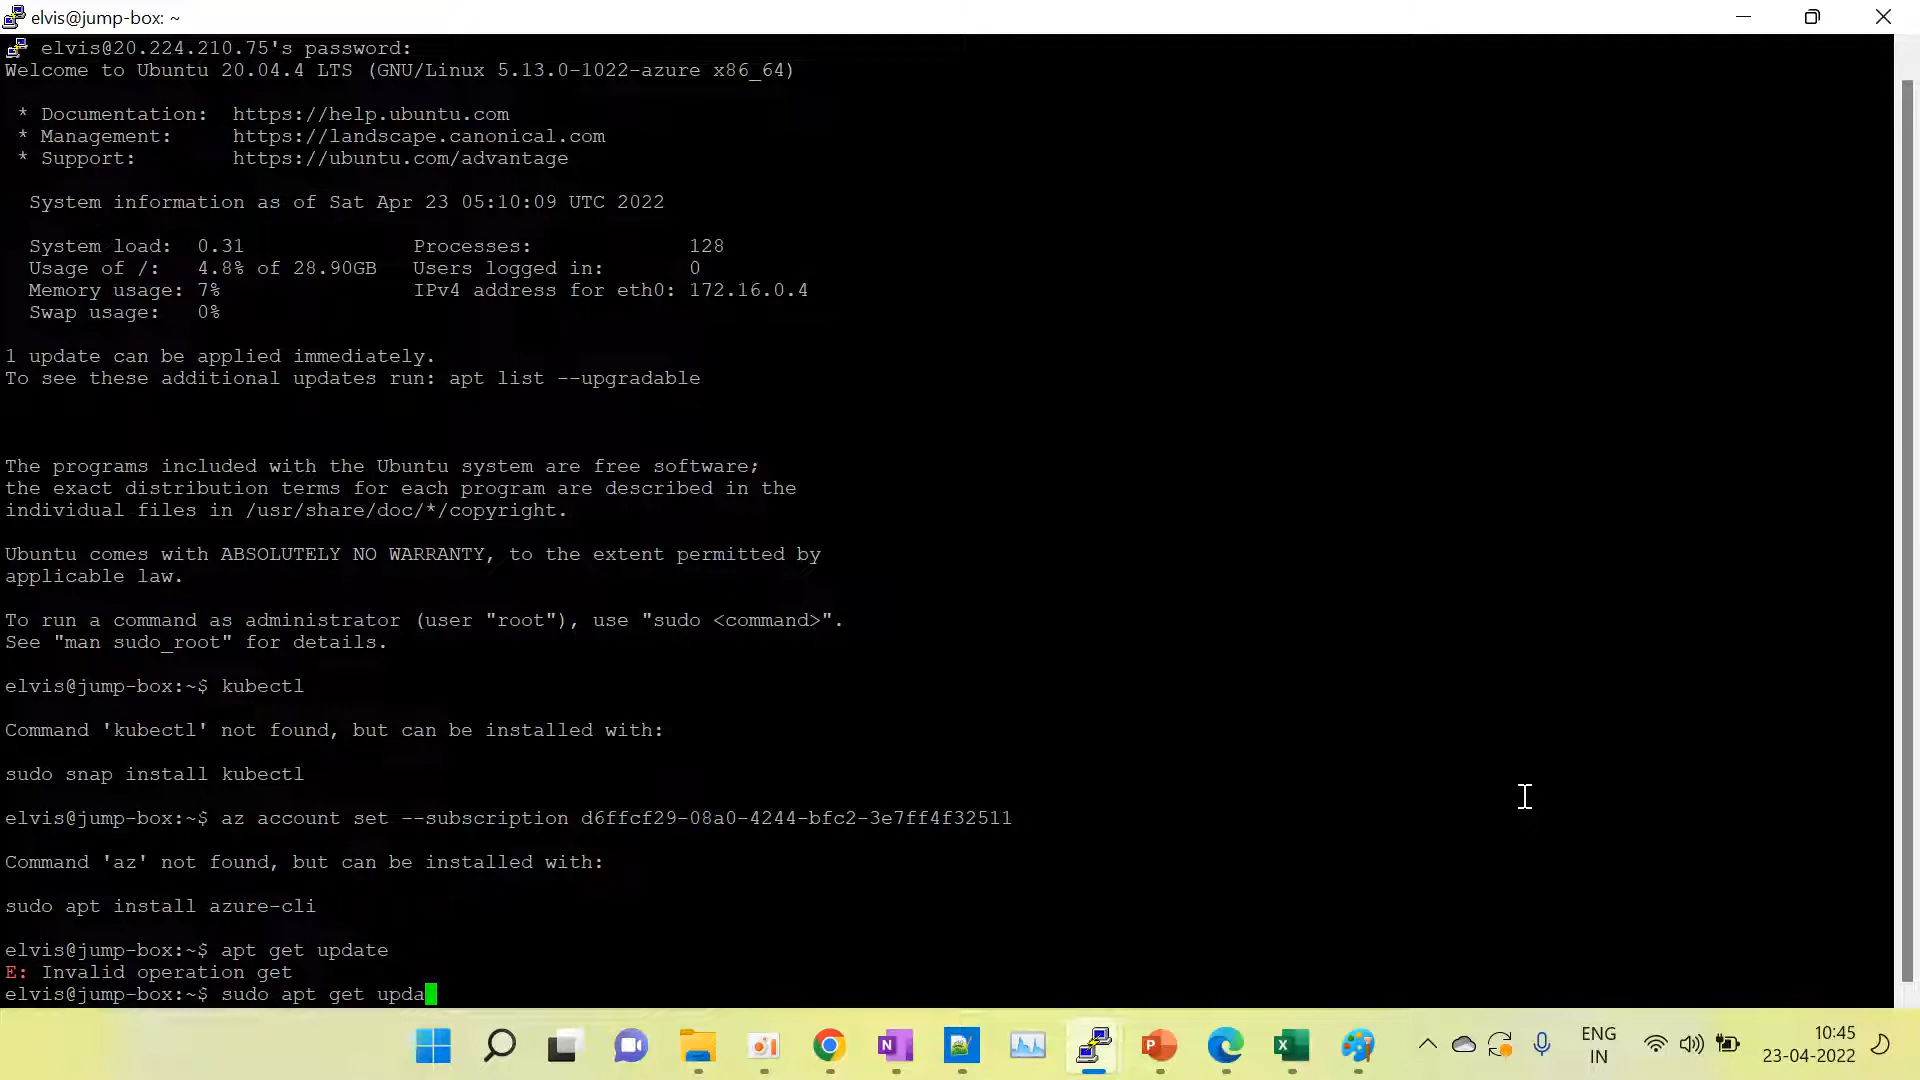 elvis@jump-box: ~
elvis@20.224.210.75's password:
Welcome to Ubuntu 20.04.4 LTS (GNU/Linux 5.13.0-1022-azure x86_64)
* Documentation:  https://help.ubuntu.com
* Management:     https://landscape.canonical.com
* Support:        https://ubuntu.com/advantage
System information as of Sat Apr 23 05:10:09 UTC 2022
System load:  0.31              Processes:             128
Usage of /:   4.8% of 28.90GB   Users logged in:       0
Memory usage: 7%                IPv4 address for eth0: 172.16.0.4
Swap usage:   0%
1 update can be applied immediately.
To see these additional updates run: apt list --upgradable
The programs included with the Ubuntu system are free software;
the exact distribution terms for each program are described in the
individual files in /usr/share/doc/*/copyright.
Ubuntu comes with ABSOLUTELY NO WARRANTY, to the extent permitted by
applicable law.
To run a command as administrator (user "root"), use "sudo <command>".
See "man sudo_root" for details.
elvis@jump-box:~$ kubectl
Command 'kubectl' not found, but can be installed with:
sudo snap install kubectl
elvis@jump-box:~$ az account set --subscription d6ffcf29-08a0-4244-bfc2-3e7ff4f32511
Command 'az' not found, but can be installed with:
sudo apt install azure-cli
elvis@jump-box:~$ apt get update
E: Invalid operation get
elvis@jump-box:~$ sudo apt get upda
N
P
X
ENG
IN
10:45
23-04-2022